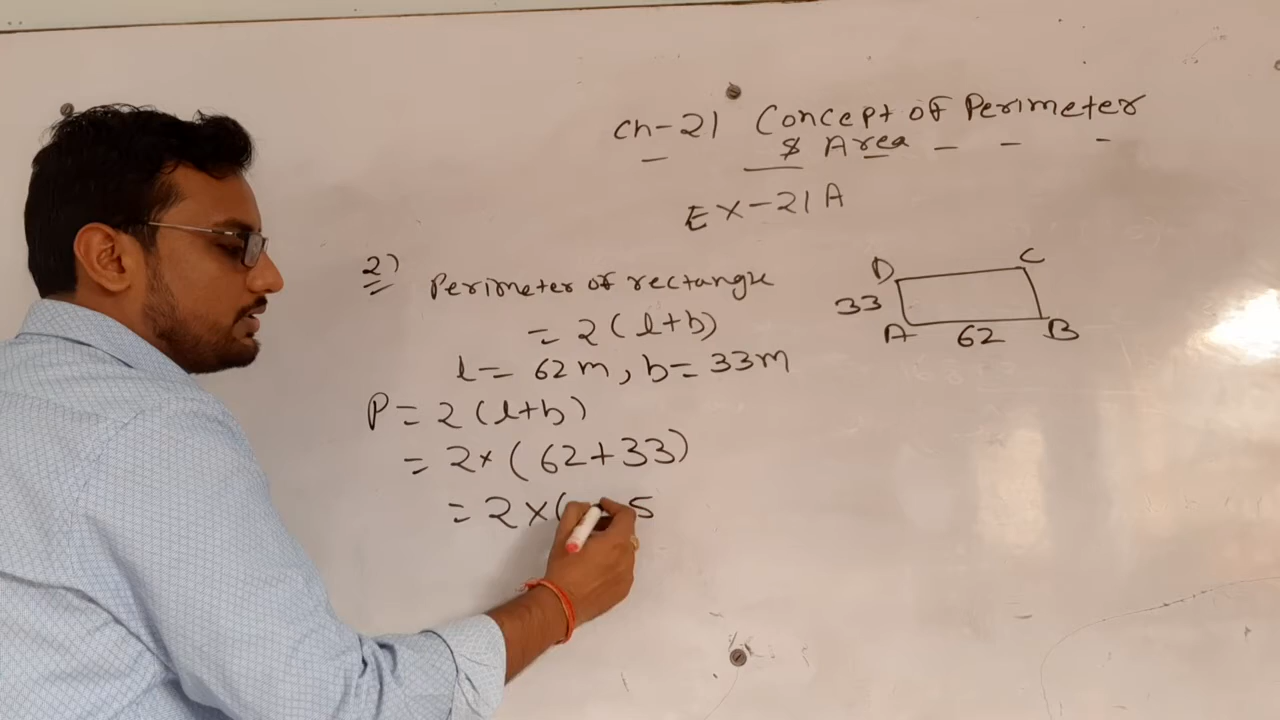 Ch-21 Concept of Perimeter
& Area
EX-21A
2) Perimeter of rectangle
= 2(l+b)
l= 62m, b= 33m
P = 2(l+b)
= 2×(62+33)
= 2×( 5
D C
33
A 62 B